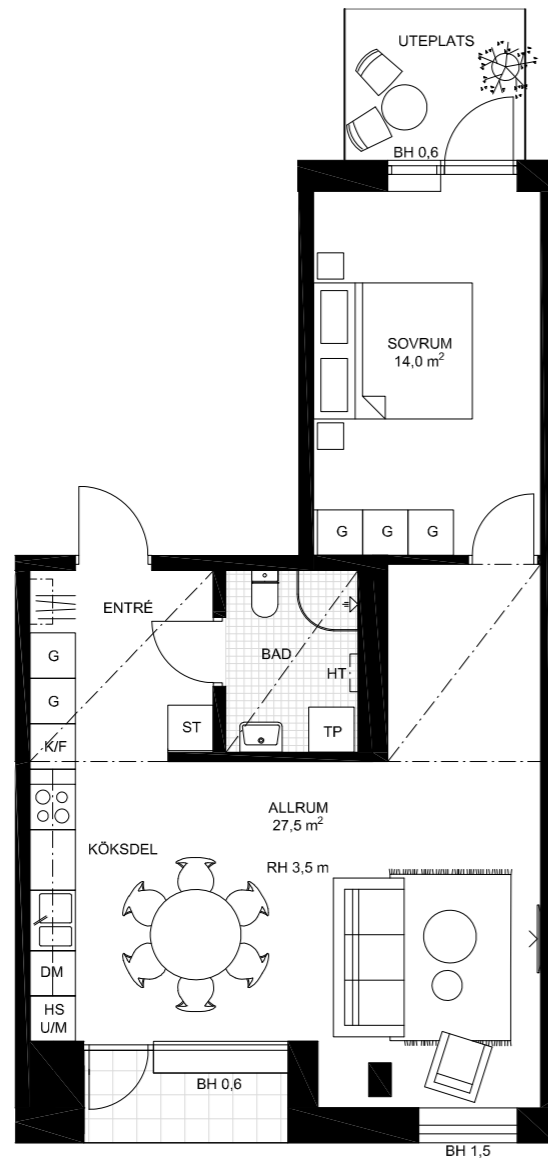 UTEPLATS
BH 0,6
SOVRUM
14,0 m²
G G G
ENTRÉ
G
BAD
HT
G
ST
TP
K/F
ALLRUM
27,5 m²
KÖKSDEL
RH 3,5 m
DM
HS
U/M
BH 0,6
BH 1,5